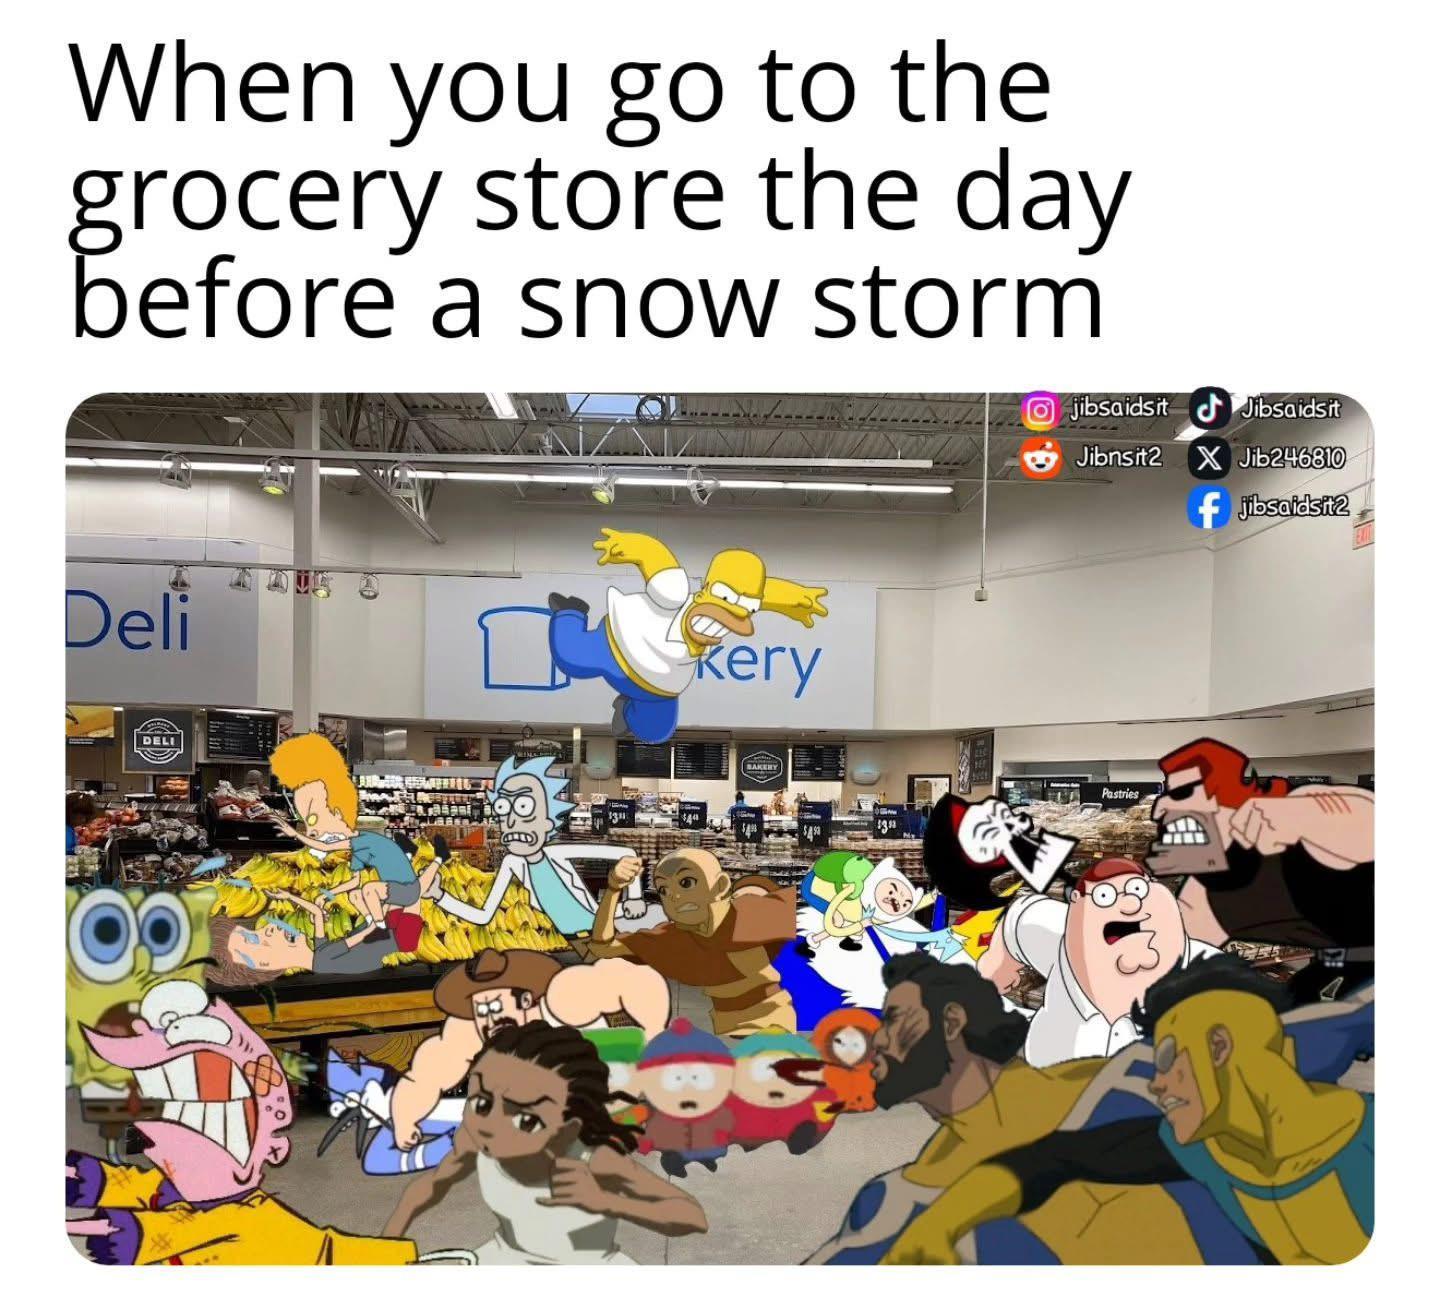 When you go to the
grocery store the day
before a snow storm
jibsaidsit Jibsaidsit
Jibnsit2 Jib246810
jibsaidsit2
EXIT
Deli
kery
DELI
BAKERY
Pastries